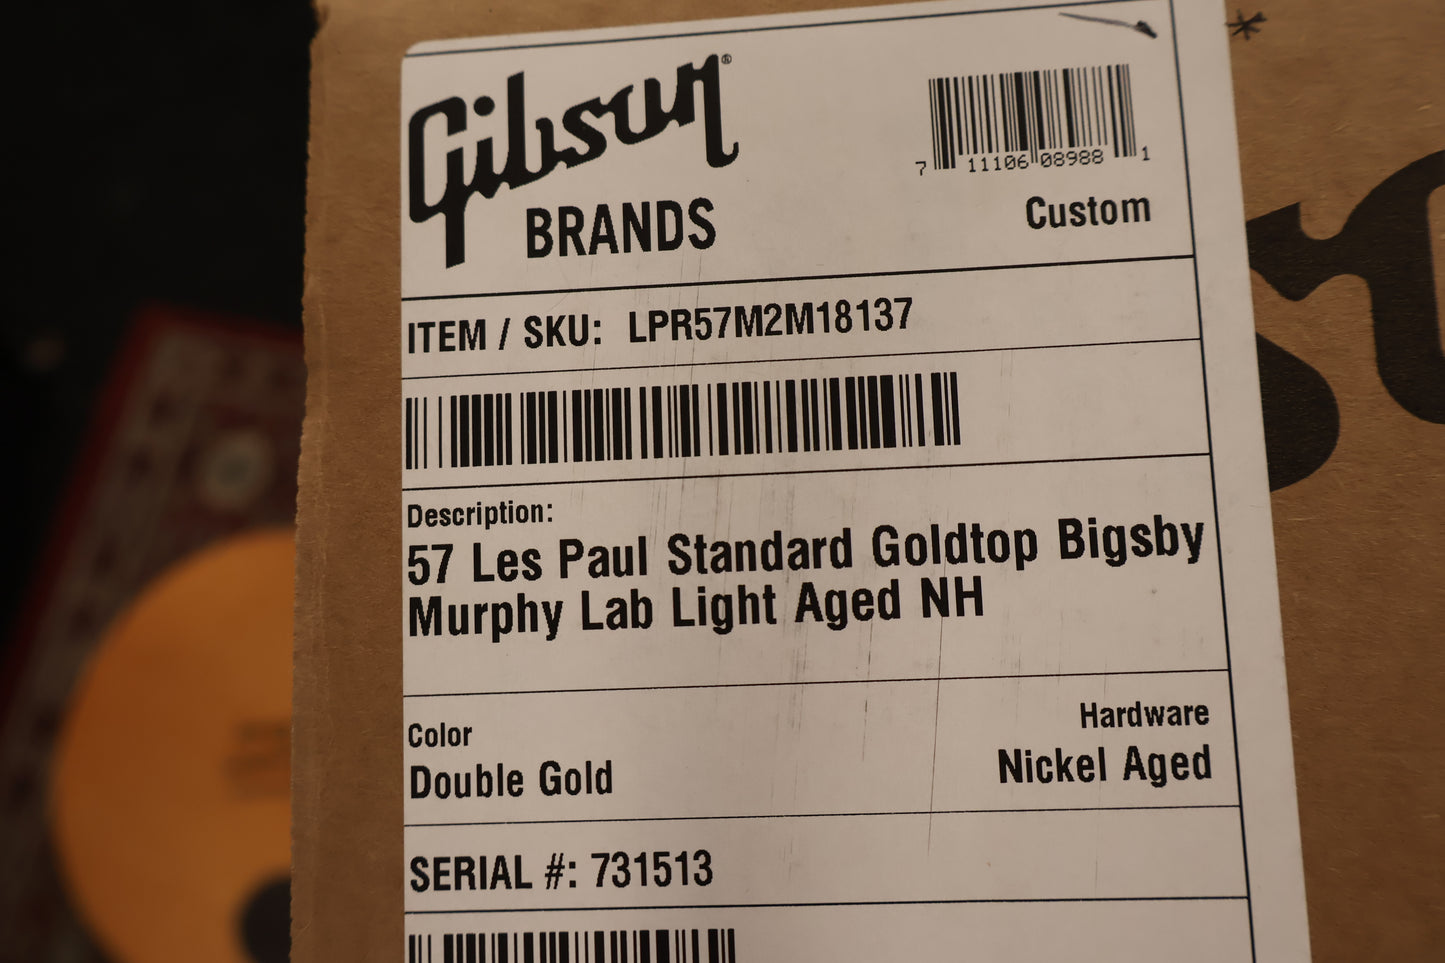 Gibson®
BRANDS
7 11106 08988 1
Custom
ITEM / SKU: LPR57M2M18137
Description:
57 Les Paul Standard Goldtop Bigsby
Murphy Lab Light Aged NH
Color
Double Gold
Hardware
Nickel Aged
SERIAL #: 731513